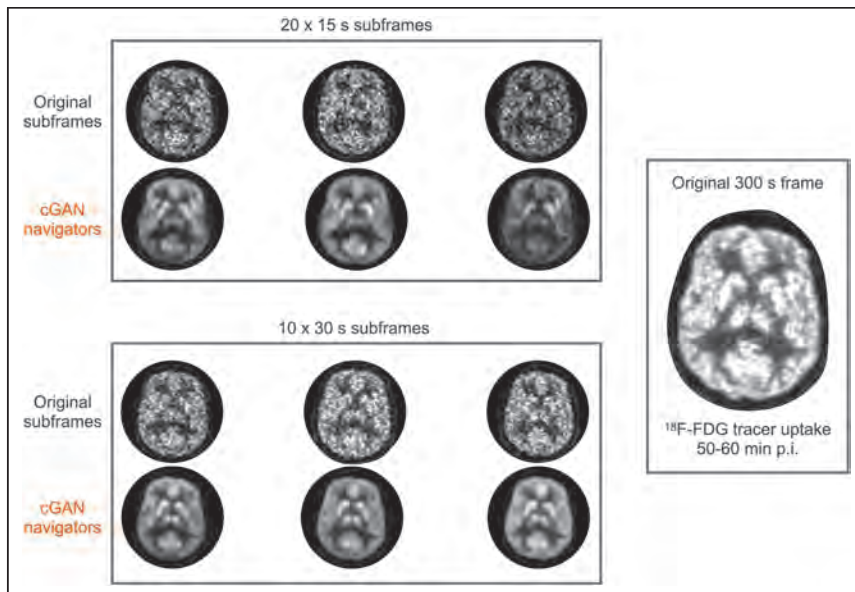 20 x 15 s subframes
Original
subframes
cGAN
navigators
10 x 30 s subframes
Original
subframes
cGAN
navigators
Original 300 s frame
¹⁸F-FDG tracer uptake
50-60 min p.i.